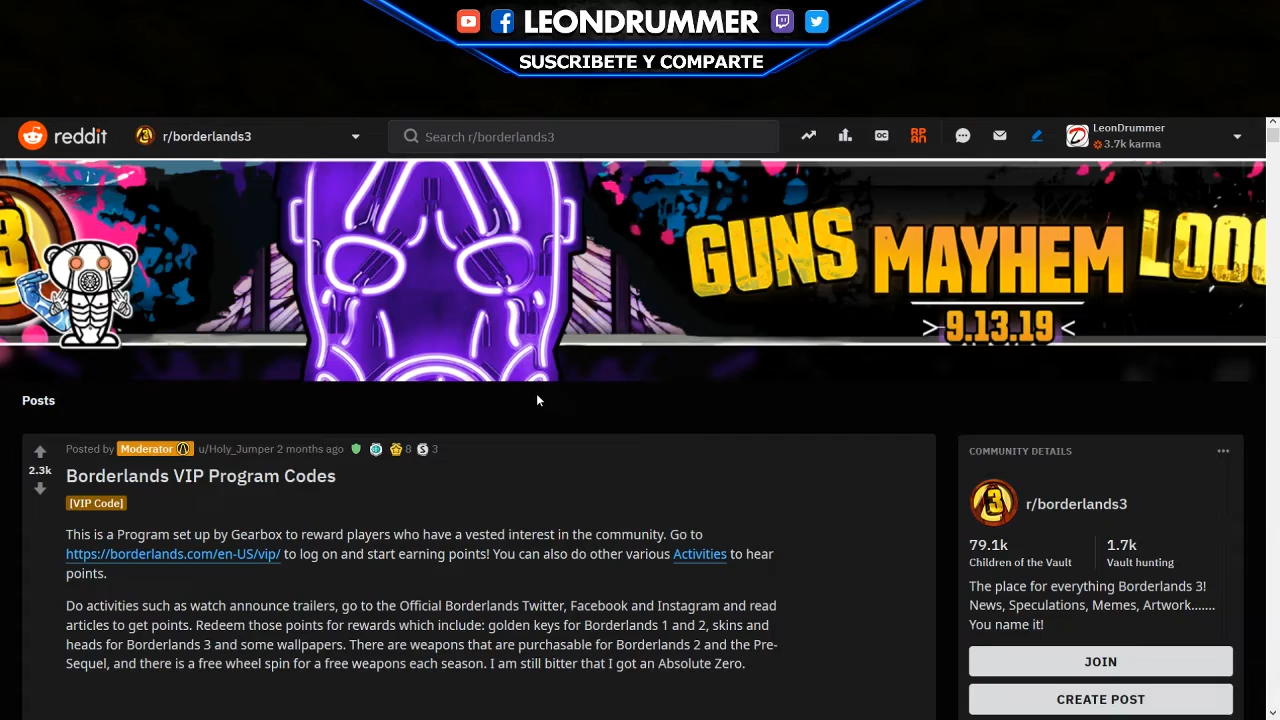 LEONDRUMMER
SUSCRIBETE Y COMPARTE
reddit
r/borderlands3
Search r/borderlands3
LeonDrummer
3.7k karma
3
GUNS MAYHEM LOO
> 9.13.19 <
Posts
Posted by Moderator u/Holy_Jumper 2 months ago 8 S 3
2.3k
Borderlands VIP Program Codes
[VIP Code]
This is a Program set up by Gearbox to reward players who have a vested interest in the community. Go to
https://borderlands.com/en-US/vip/ to log on and start earning points! You can also do other various Activities to hear
points.
Do activities such as watch announce trailers, go to the Official Borderlands Twitter, Facebook and Instagram and read
articles to get points. Redeem those points for rewards which include: golden keys for Borderlands 1 and 2, skins and
heads for Borderlands 3 and some wallpapers. There are weapons that are purchasable for Borderlands 2 and the Pre-
Sequel, and there is a free wheel spin for a free weapons each season. I am still bitter that I got an Absolute Zero.
COMMUNITY DETAILS
3
r/borderlands3
79.1k 1.7k
Children of the Vault Vault hunting
The place for everything Borderlands 3!
News, Speculations, Memes, Artwork.......
You name it!
JOIN
CREATE POST